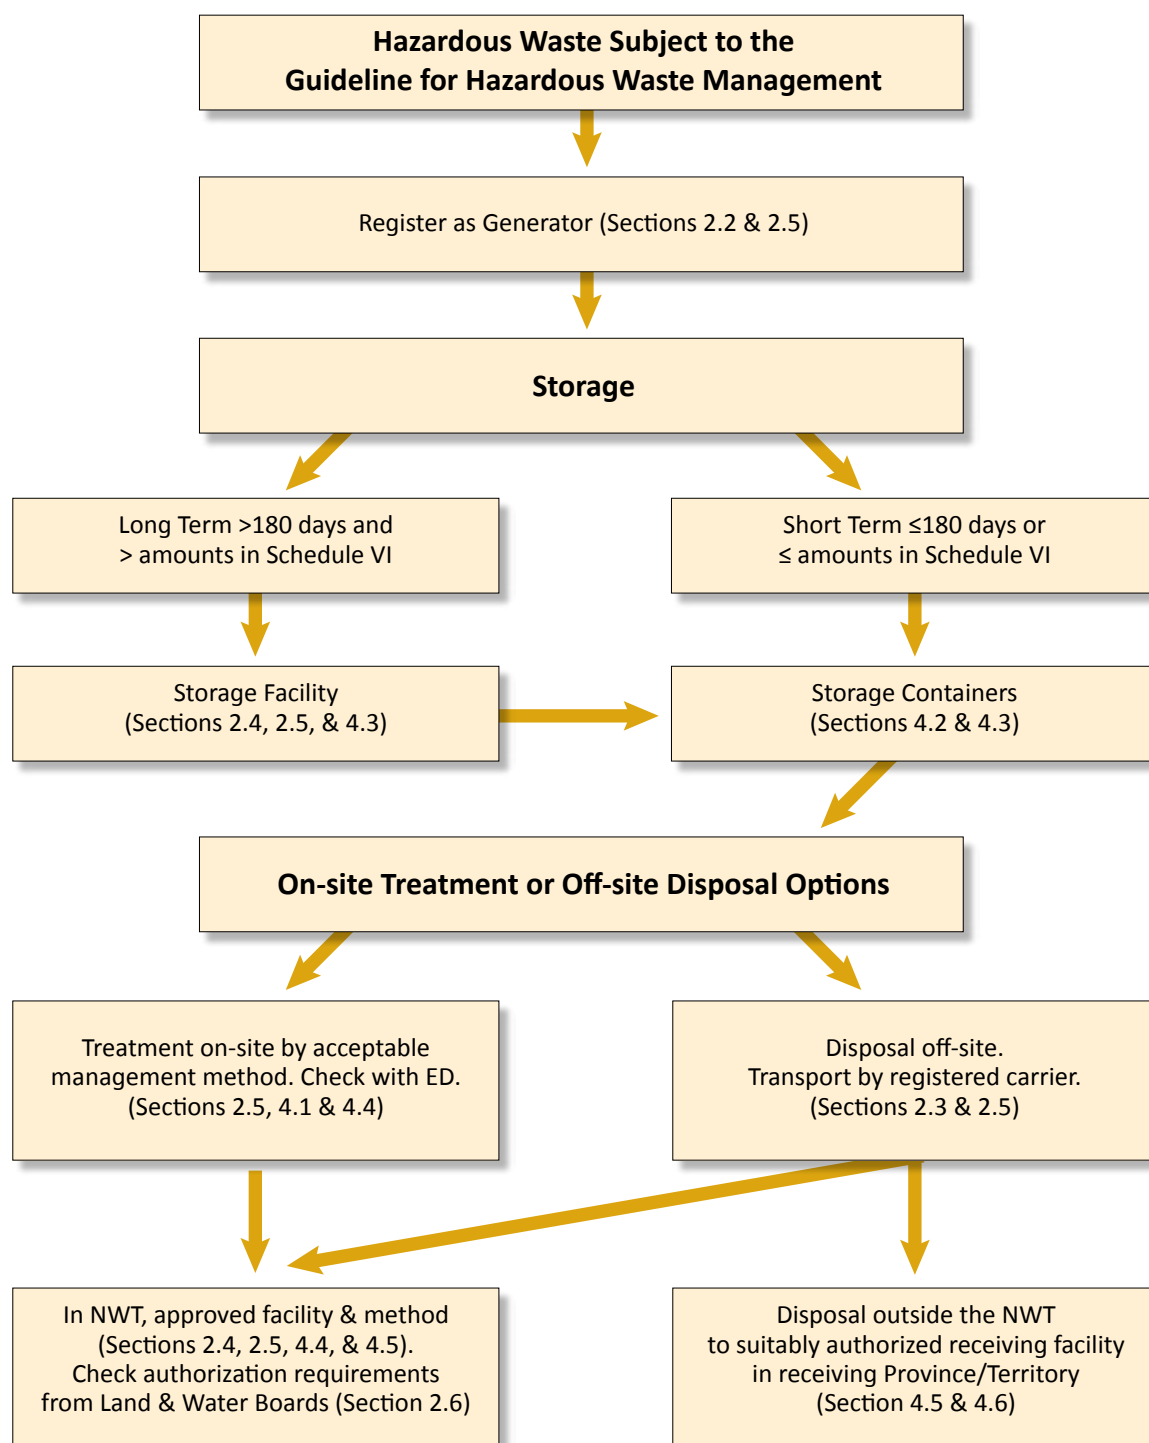 Hazardous Waste Subject to the
Guideline for Hazardous Waste Management
Register as Generator (Sections 2.2 & 2.5)
Storage
Long Term >180 days and
> amounts in Schedule VI
Short Term ≤180 days or
≤ amounts in Schedule VI
Storage Facility
(Sections 2.4, 2.5, & 4.3)
Storage Containers
(Sections 4.2 & 4.3)
On-site Treatment or Off-site Disposal Options
Treatment on-site by acceptable
management method. Check with ED.
(Sections 2.5, 4.1 & 4.4)
Disposal off-site.
Transport by registered carrier.
(Sections 2.3 & 2.5)
In NWT, approved facility & method
(Sections 2.4, 2.5, 4.4, & 4.5).
Check authorization requirements
from Land & Water Boards (Section 2.6)
Disposal outside the NWT
to suitably authorized receiving facility
in receiving Province/Territory
(Section 4.5 & 4.6)